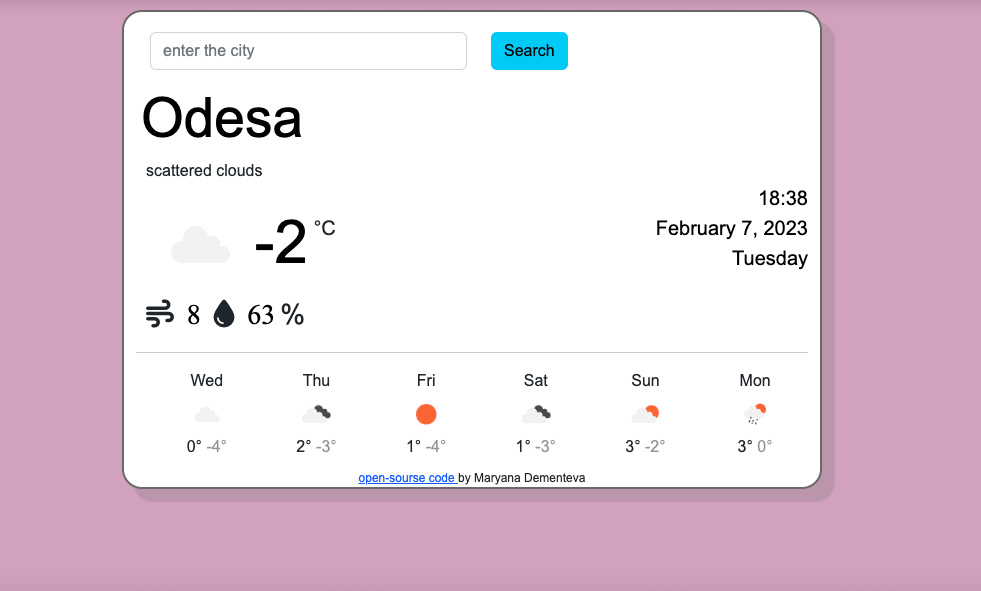 enter the city Search
Odesa
scattered clouds
18:38
February 7, 2023
Tuesday
-2 °C
8 63 %
Wed Thu Fri Sat Sun Mon
0° -4° 2° -3° 1° -4° 1° -3° 3° -2° 3° 0°
open-sourse code by Maryana Dementeva